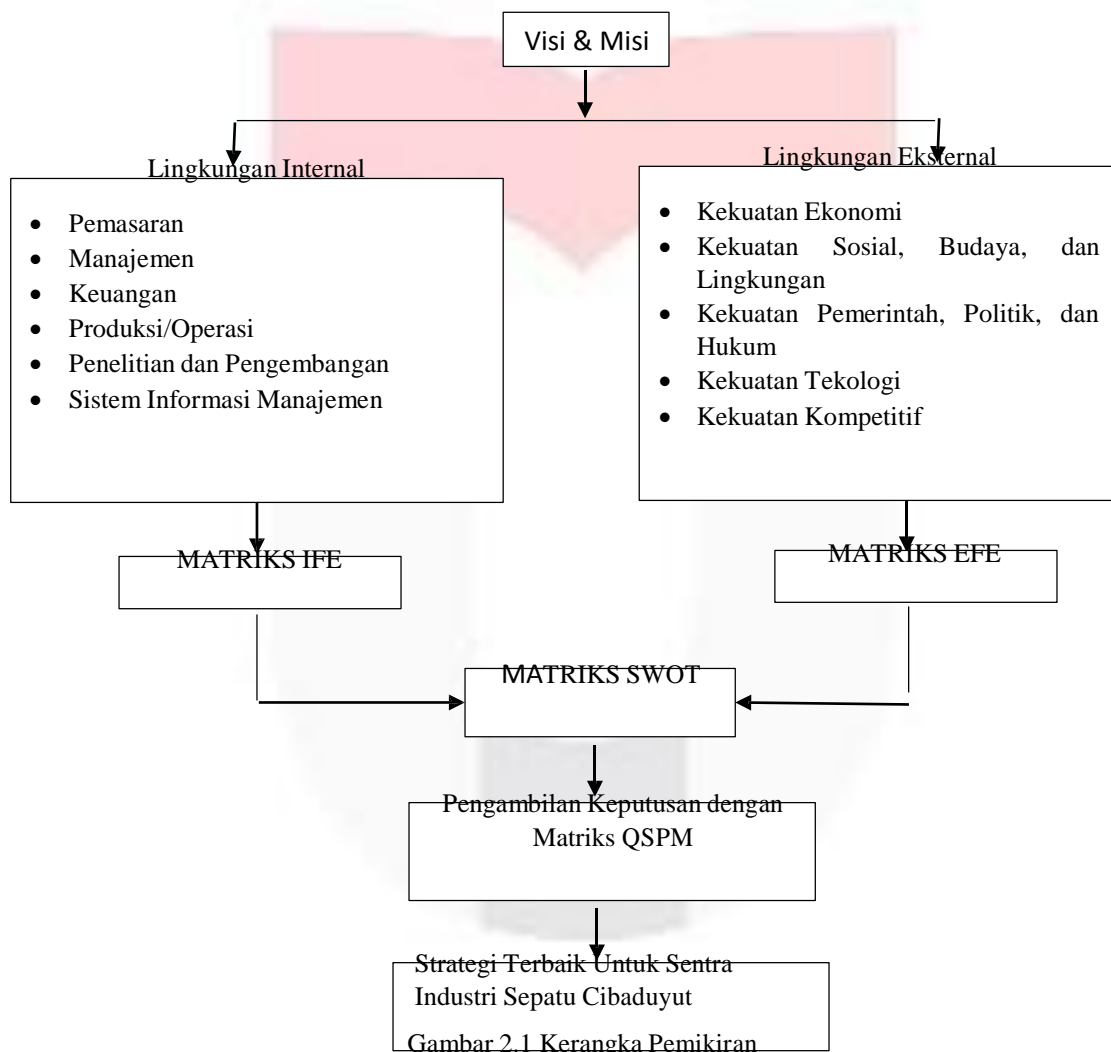 Visi & Misi
Lingkungan Internal
• Pemasaran
• Manajemen
• Keuangan
• Produksi/Operasi
• Penelitian dan Pengembangan
• Sistem Informasi Manajemen
Lingkungan Eksternal
• Kekuatan Ekonomi
• Kekuatan Sosial, Budaya, dan
Lingkungan
• Kekuatan Pemerintah, Politik, dan
Hukum
• Kekuatan Tekologi
• Kekuatan Kompetitif
MATRIKS IFE
MATRIKS EFE
MATRIKS SWOT
Pengambilan Keputusan dengan
Matriks QSPM
Strategi Terbaik Untuk Sentra
Industri Sepatu Cibaduyut
Gambar 2.1 Kerangka Pemikiran